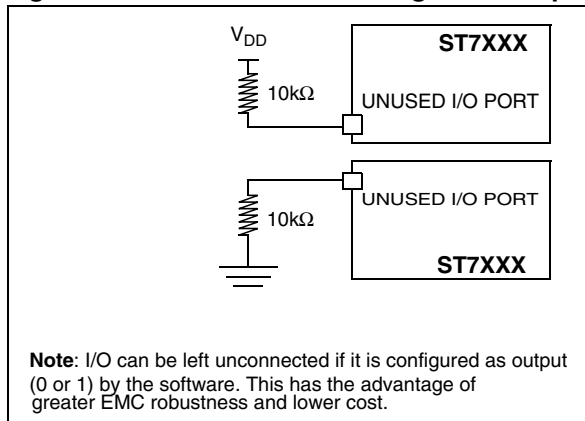 V_DD
ST7XXX
10kΩ
UNUSED I/O PORT
UNUSED I/O PORT
10kΩ
ST7XXX
Note: I/O can be left unconnected if it is configured as output
(0 or 1) by the software. This has the advantage of
greater EMC robustness and lower cost.